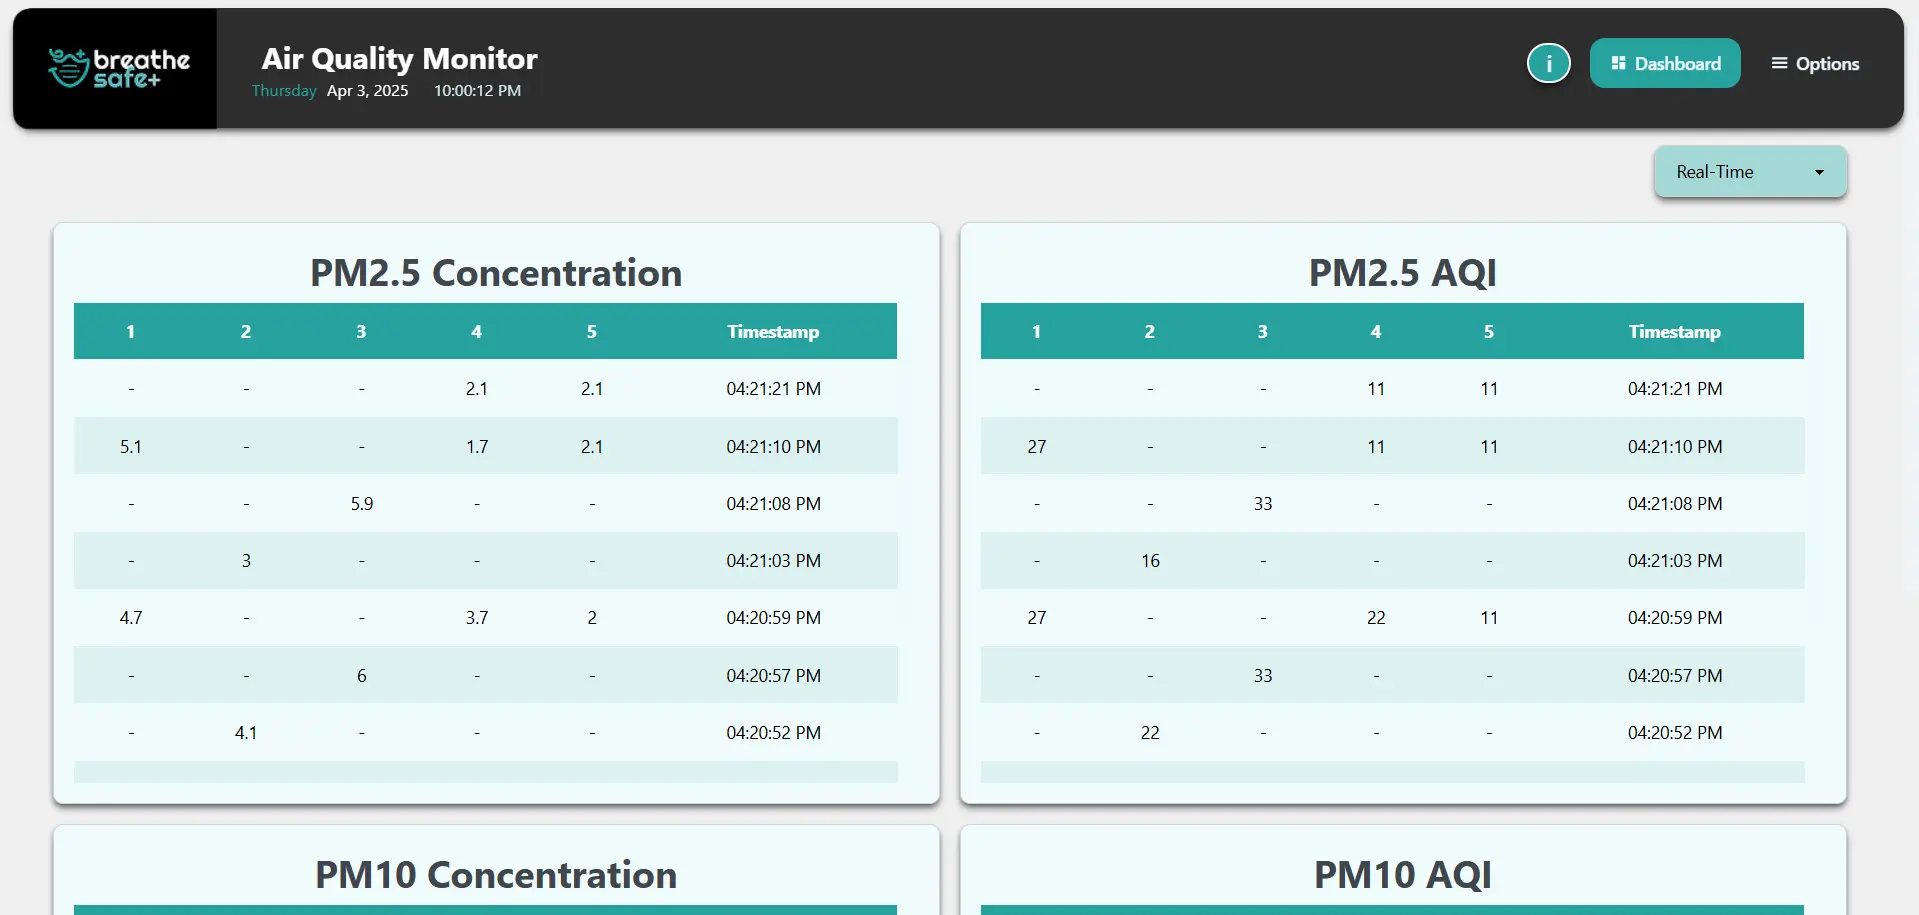 breathe
safe+
Air Quality Monitor
Thursday Apr 3, 2025 10:00:12 PM
i
Dashboard
Options
Real-Time
PM2.5 Concentration
1 2 3 4 5 Timestamp
- - - 2.1 2.1 04:21:21 PM
5.1 - - 1.7 2.1 04:21:10 PM
- - 5.9 - - 04:21:08 PM
- 3 - - - 04:21:03 PM
4.7 - - 3.7 2 04:20:59 PM
- - 6 - - 04:20:57 PM
- 4.1 - - - 04:20:52 PM
PM2.5 AQI
1 2 3 4 5 Timestamp
- - - 11 11 04:21:21 PM
27 - - 11 11 04:21:10 PM
- - 33 - - 04:21:08 PM
- 16 - - - 04:21:03 PM
27 - - 22 11 04:20:59 PM
- - 33 - - 04:20:57 PM
- 22 - - - 04:20:52 PM
PM10 Concentration
PM10 AQI